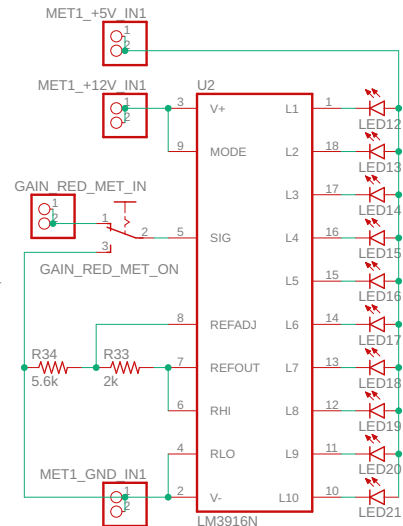 MET1_+5V_IN1
1
2
MET1_+12V_IN1
1
2
U2
3 V+ L1 1
LED12
9 MODE L2 18
LED13
L3 17
LED14
GAIN_RED_MET_IN
1
2
1
2
3
5 SIG L4 16
LED15
GAIN_RED_MET_ON
L5 15
LED16
8 REFADJ L6 14
LED17
R34
5.6k
R33
2k
7 REFOUT L7 13
LED18
6 RHI L8 12
LED19
4 RLO L9 11
LED20
MET1_GND_IN1
1
2
2 V- L10 10
LED21
LM3916N